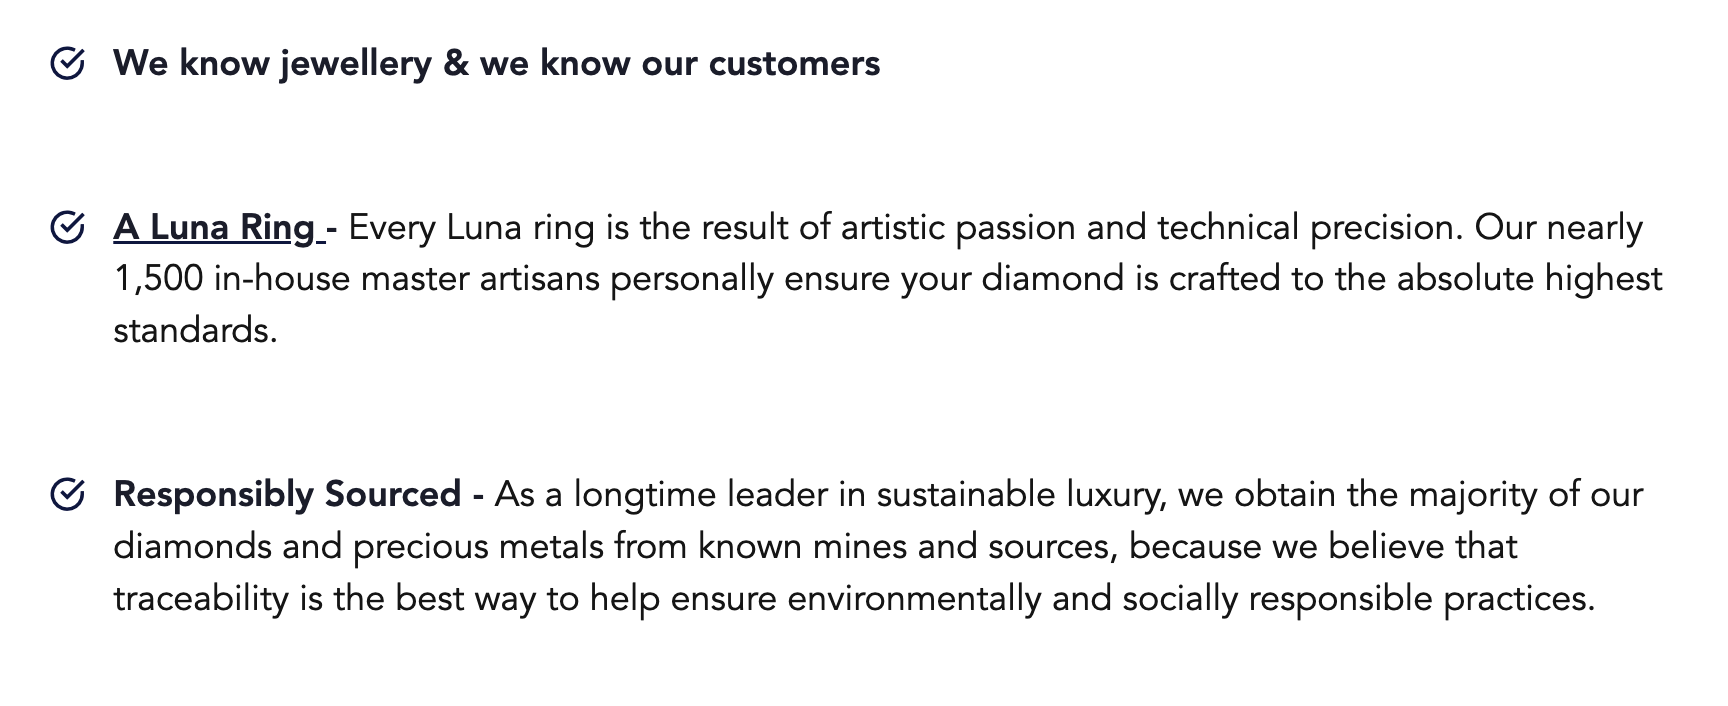 We know jewellery & we know our customers
A Luna Ring - Every Luna ring is the result of artistic passion and technical precision. Our nearly
1,500 in-house master artisans personally ensure your diamond is crafted to the absolute highest
standards.
Responsibly Sourced - As a longtime leader in sustainable luxury, we obtain the majority of our
diamonds and precious metals from known mines and sources, because we believe that
traceability is the best way to help ensure environmentally and socially responsible practices.